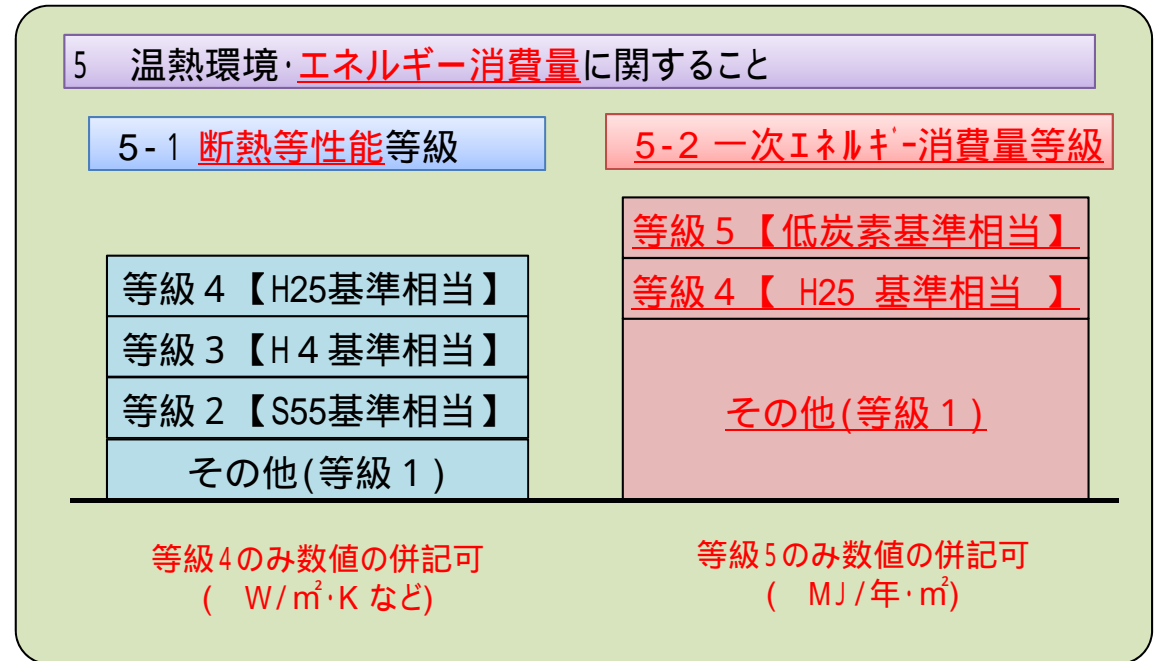 5　温熱環境･エネルギー消費量に関すること
5-1 断熱等性能等級
5-2 一次ｴﾈﾙｷﾞｰ消費量等級
等級５【低炭素基準相当】
等級４【H25基準相当】
等級４【 H25 基準相当 】
等級３【H４基準相当】
等級２【S55基準相当】
その他(等級１)
その他(等級１)
等級4のみ数値の併記可
(　W/㎡･K など)
等級5のみ数値の併記可
(　MJ/年･㎡)